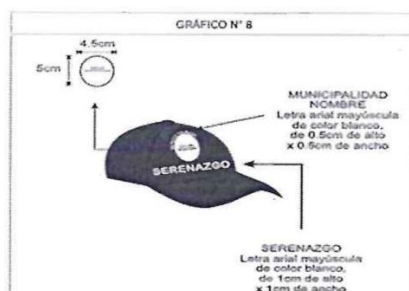 GRÁFICO N° 8
4.5cm
5cm
MUNICIPALIDAD
NOMBRE
Letra arial mayúscula
de color blanco,
de 0.5cm de alto
x 0.5cm de ancho
SERENAZGO
SERENAZGO
Letra arial mayúscula
de color blanco,
de 1cm de alto
x 1cm de ancho